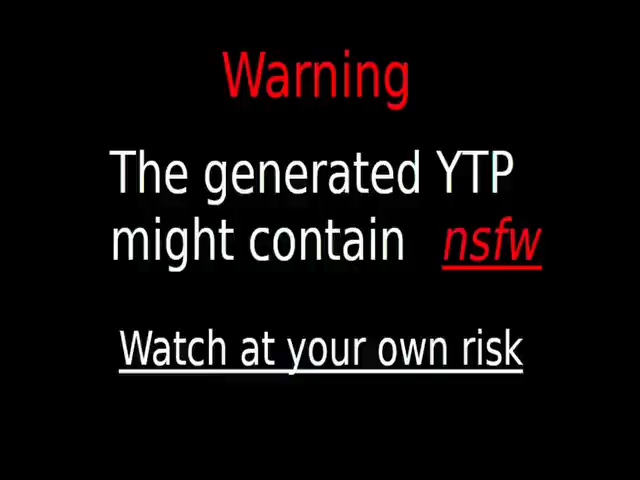 Warning
The generated YTP
might contain nsfw
Watch at your own risk